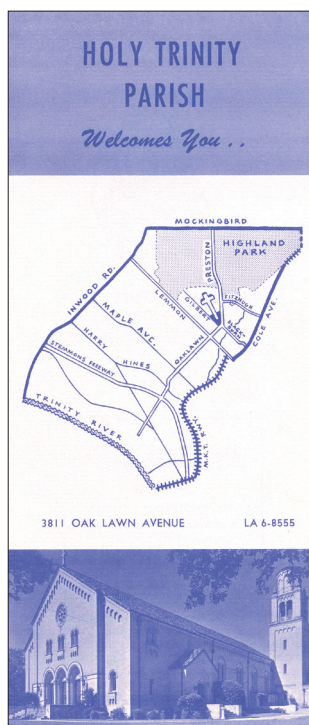 HOLY TRINITY
PARISH
Welcomes You . .
MOCKINGBIRD
HIGHLAND
PARK
PRESTON
INWOOD RD.
LEMMON
GILBERT
FITZHUGH
COLE AVE.
MAPLE AVE.
OAKLAWN
HARRY
HINES
STEMMONS FREEWAY
TRINITY RIVER
M.K.T. RWY.
3811 OAK LAWN AVENUE LA 6-8555